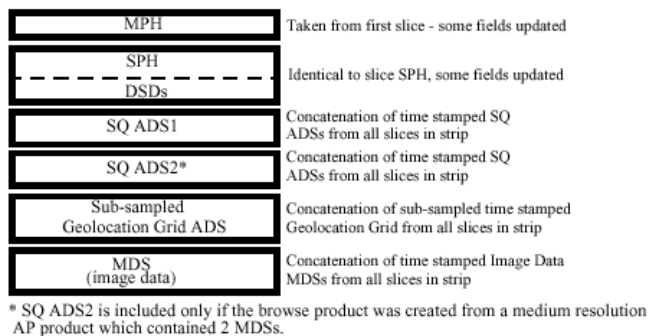 MPH
Taken from first slice - some fields updated
SPH
DSDs
Identical to slice SPH, some fields updated
SQ ADS1
Concatenation of time stamped SQ
ADSs from all slices in strip
SQ ADS2*
Concatenation of time stamped SQ
ADSs from all slices in strip
Sub-sampled
Geolocation Grid ADS
Concatenation of sub-sampled time stamped
Geolocation Grid from all slices in strip
MDS
(image data)
Concatenation of time stamped Image Data
MDSs from all slices in strip
* SQ ADS2 is included only if the browse product was created from a medium resolution
AP product which contained 2 MDSs.